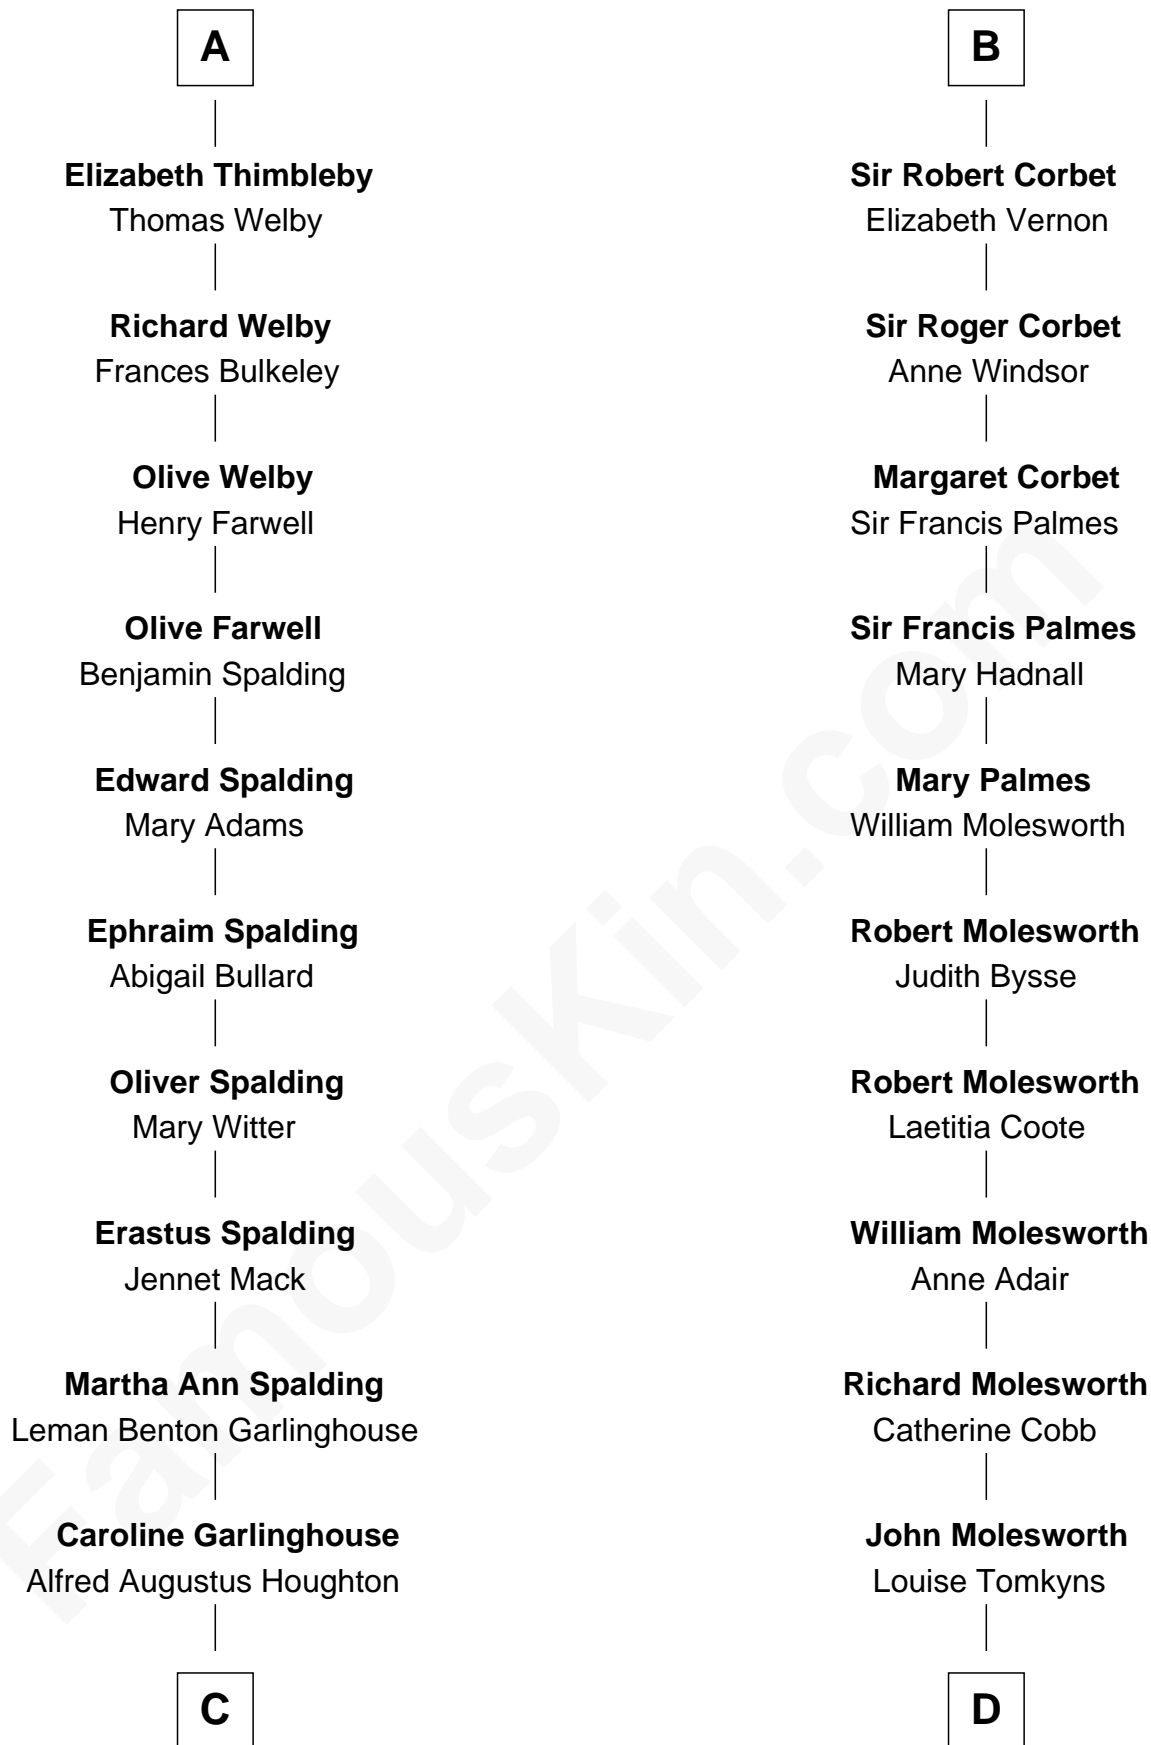 A
Elizabeth Thimbleby
Thomas Welby
Richard Welby
Frances Bulkeley
Olive Welby
Henry Farwell
Olive Farwell
Benjamin Spalding
Edward Spalding
Mary Adams
Ephraim Spalding
Abigail Bullard
Oliver Spalding
Mary Witter
Erastus Spalding
Jennet Mack
Martha Ann Spalding
Leman Benton Garlinghouse
Caroline Garlinghouse
Alfred Augustus Houghton
C
B
Sir Robert Corbet
Elizabeth Vernon
Sir Roger Corbet
Anne Windsor
Margaret Corbet
Sir Francis Palmes
Sir Francis Palmes
Mary Hadnall
Mary Palmes
William Molesworth
Robert Molesworth
Judith Bysse
Robert Molesworth
Laetitia Coote
William Molesworth
Anne Adair
Richard Molesworth
Catherine Cobb
John Molesworth
Louise Tomkyns
D
FamousKin.com